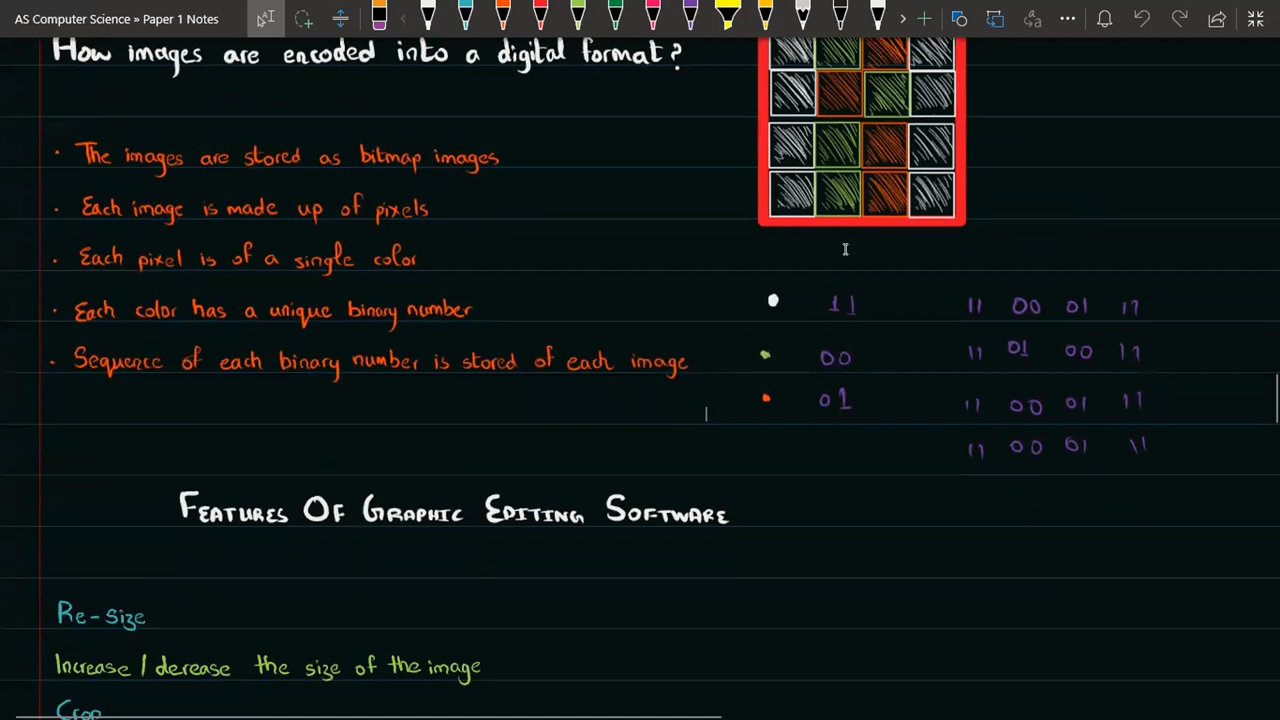 AS Computer Science » Paper 1 Notes
How images are encoded into a digital format?
· The images are stored as bitmap images
· Each image is made up of pixels
· Each pixel is of a single color
· Each color has a unique binary number
· Sequence of each binary number is stored of each image
11
00
01
11 00 01 11
11 01 00 11
11 00 01 11
11 00 01 11
FEATURES OF GRAPHIC EDITING SOFTWARE
Re-size
Increase / derease the size of the image
Crop